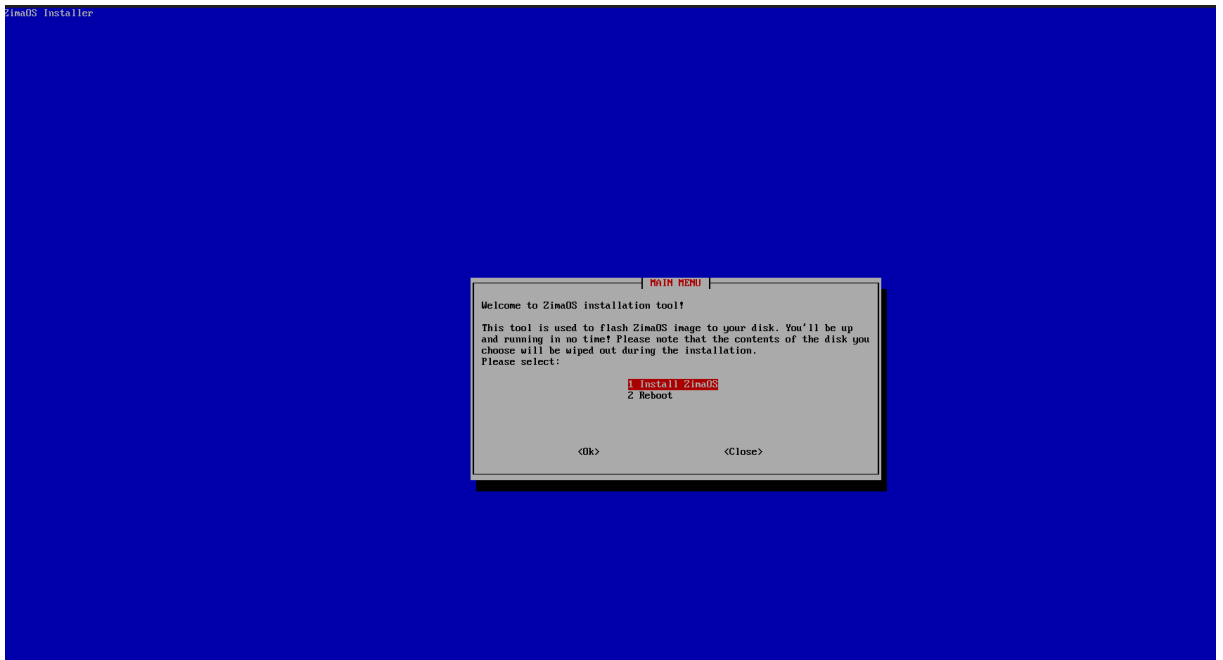 ZimaOS Installer
MAIN MENU
Welcome to ZimaOS installation tool!
This tool is used to flash ZimaOS image to your disk. You'll be up
and running in no time! Please note that the contents of the disk you
choose will be wiped out during the installation.
Please select:
1 Install ZimaOS
2 Reboot
<Ok> <Close>